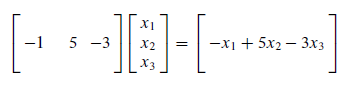 [ -1 5 -3 ] [ x1 x2 x3 ] = [ -x1 + 5x2 – 3x3 ]